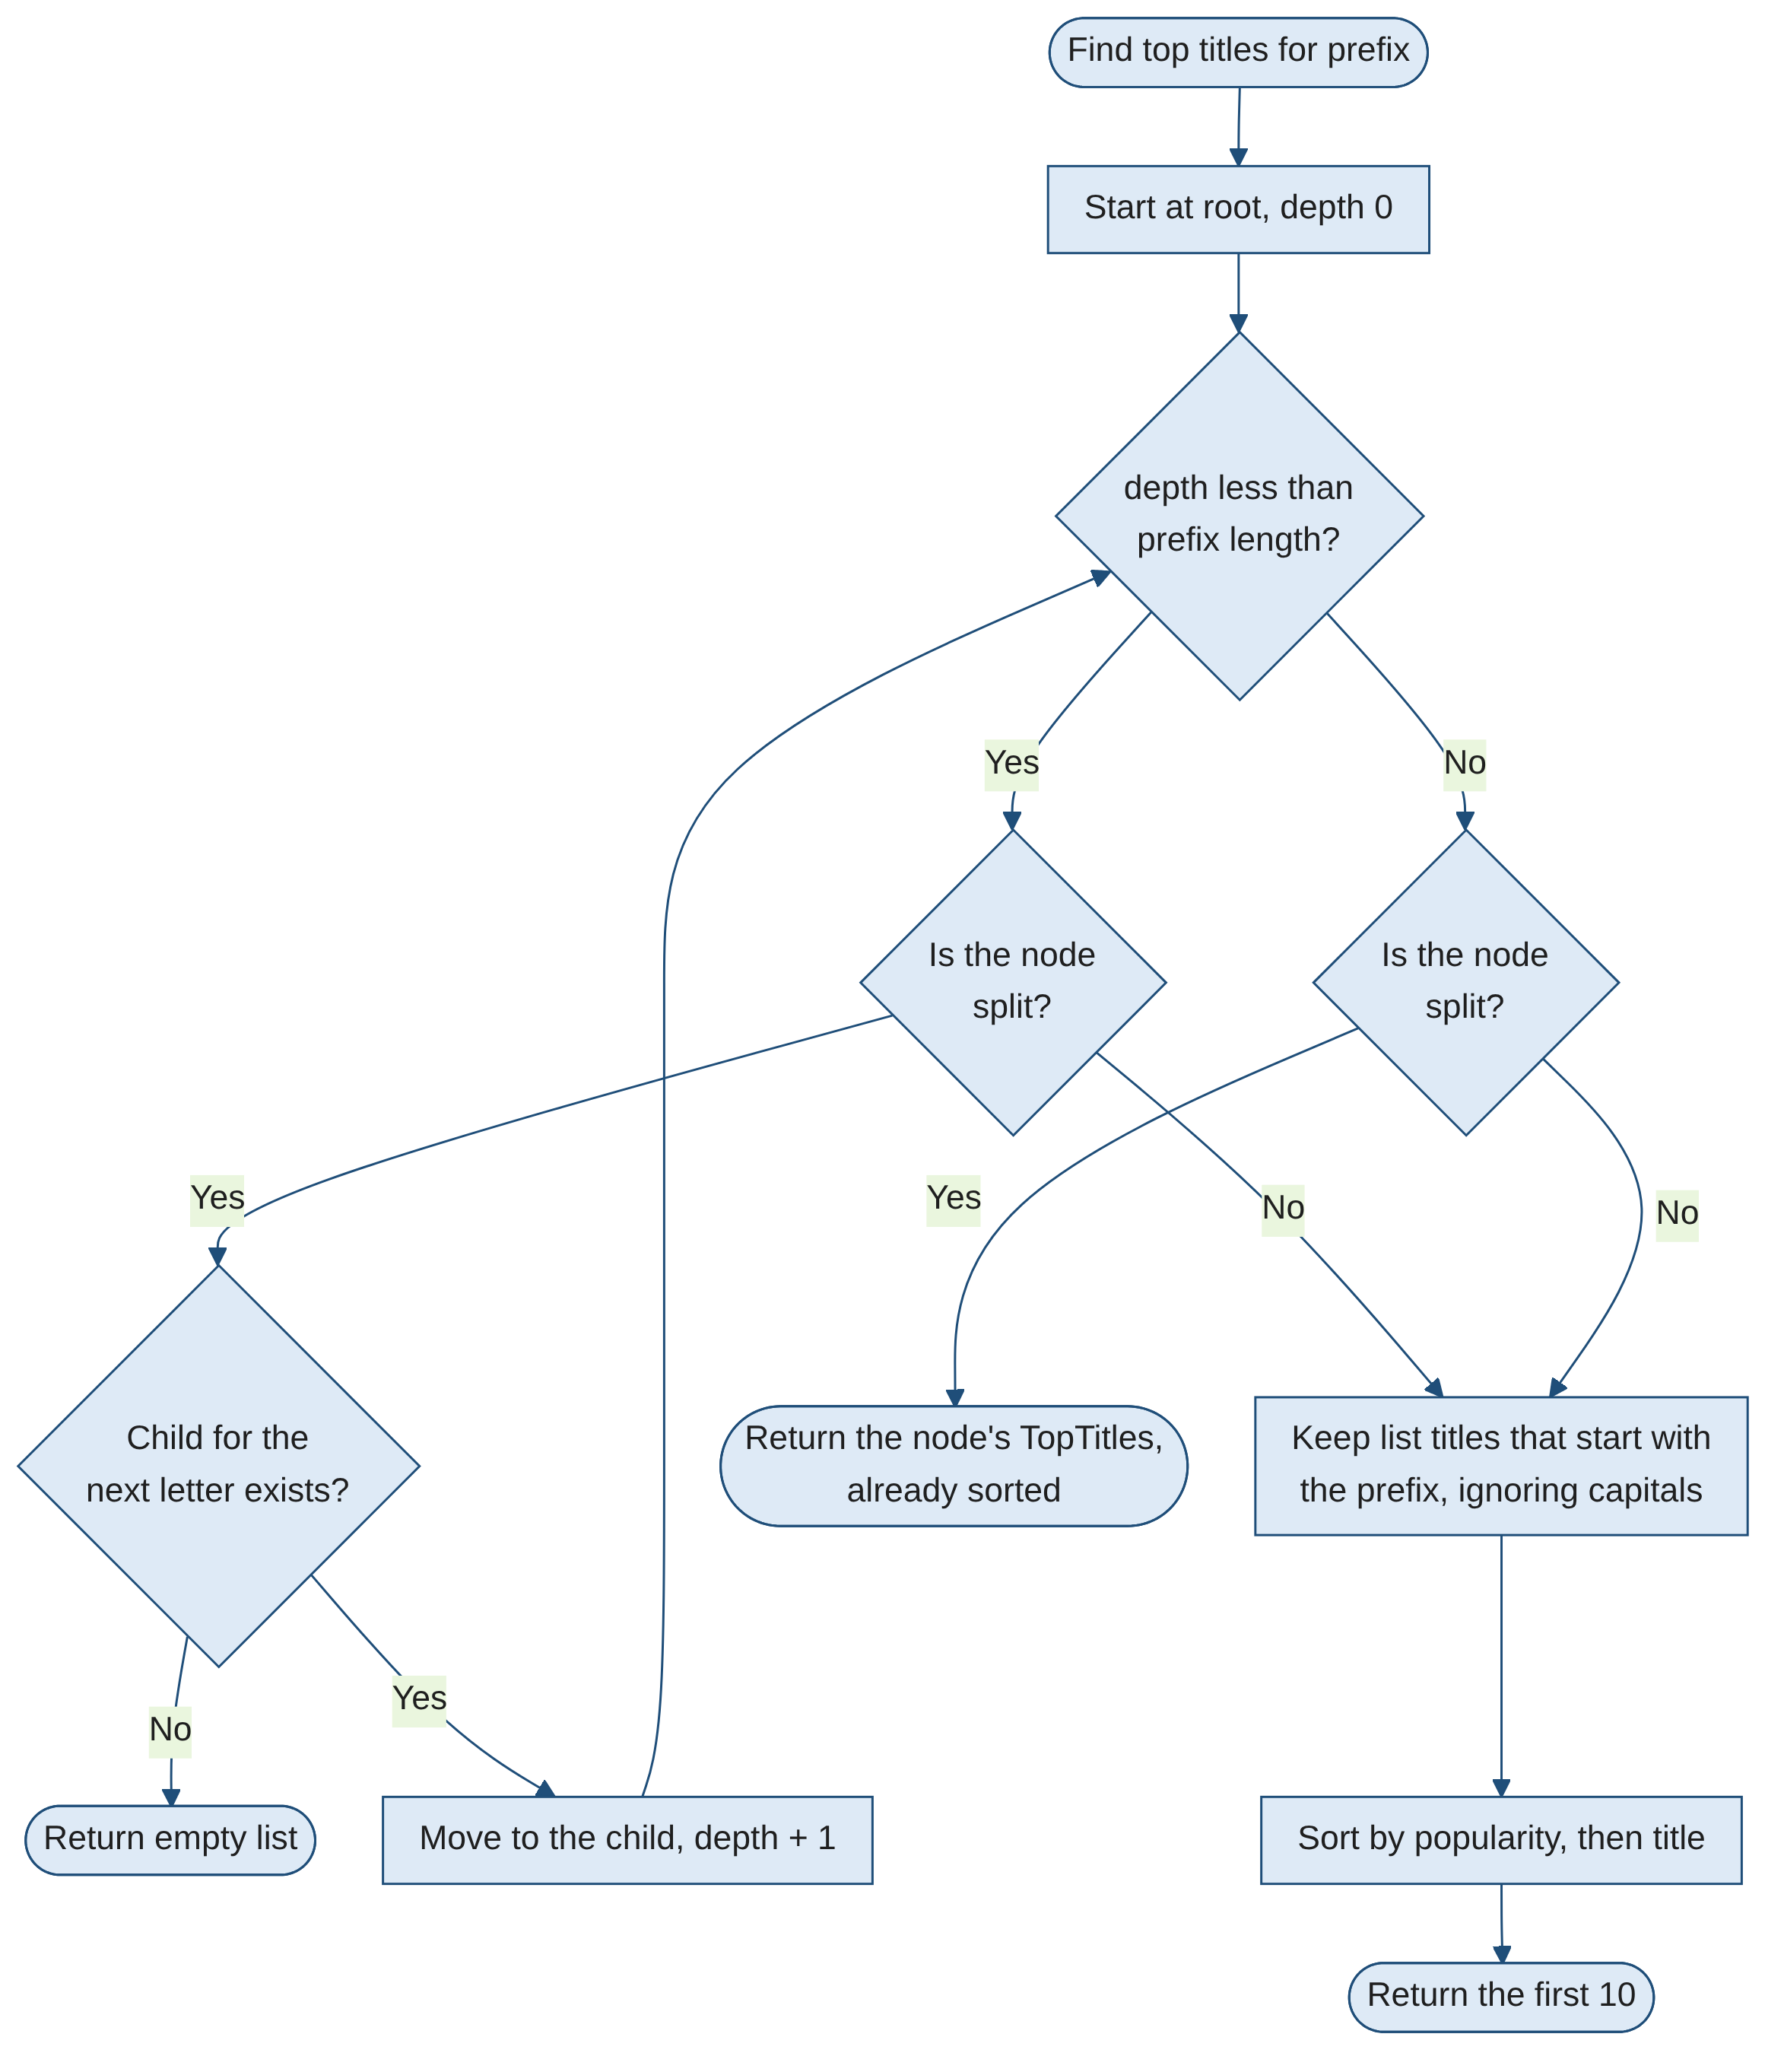 Find top titles for prefix
Start at root, depth 0
depth less than
prefix length?
Yes
No
Is the node
split?
Is the node
split?
Yes
Yes
No
No
Child for the
next letter exists?
Return the node's TopTitles,
already sorted
Keep list titles that start with
the prefix, ignoring capitals
No
Yes
Return empty list
Move to the child, depth + 1
Sort by popularity, then title
Return the first 10